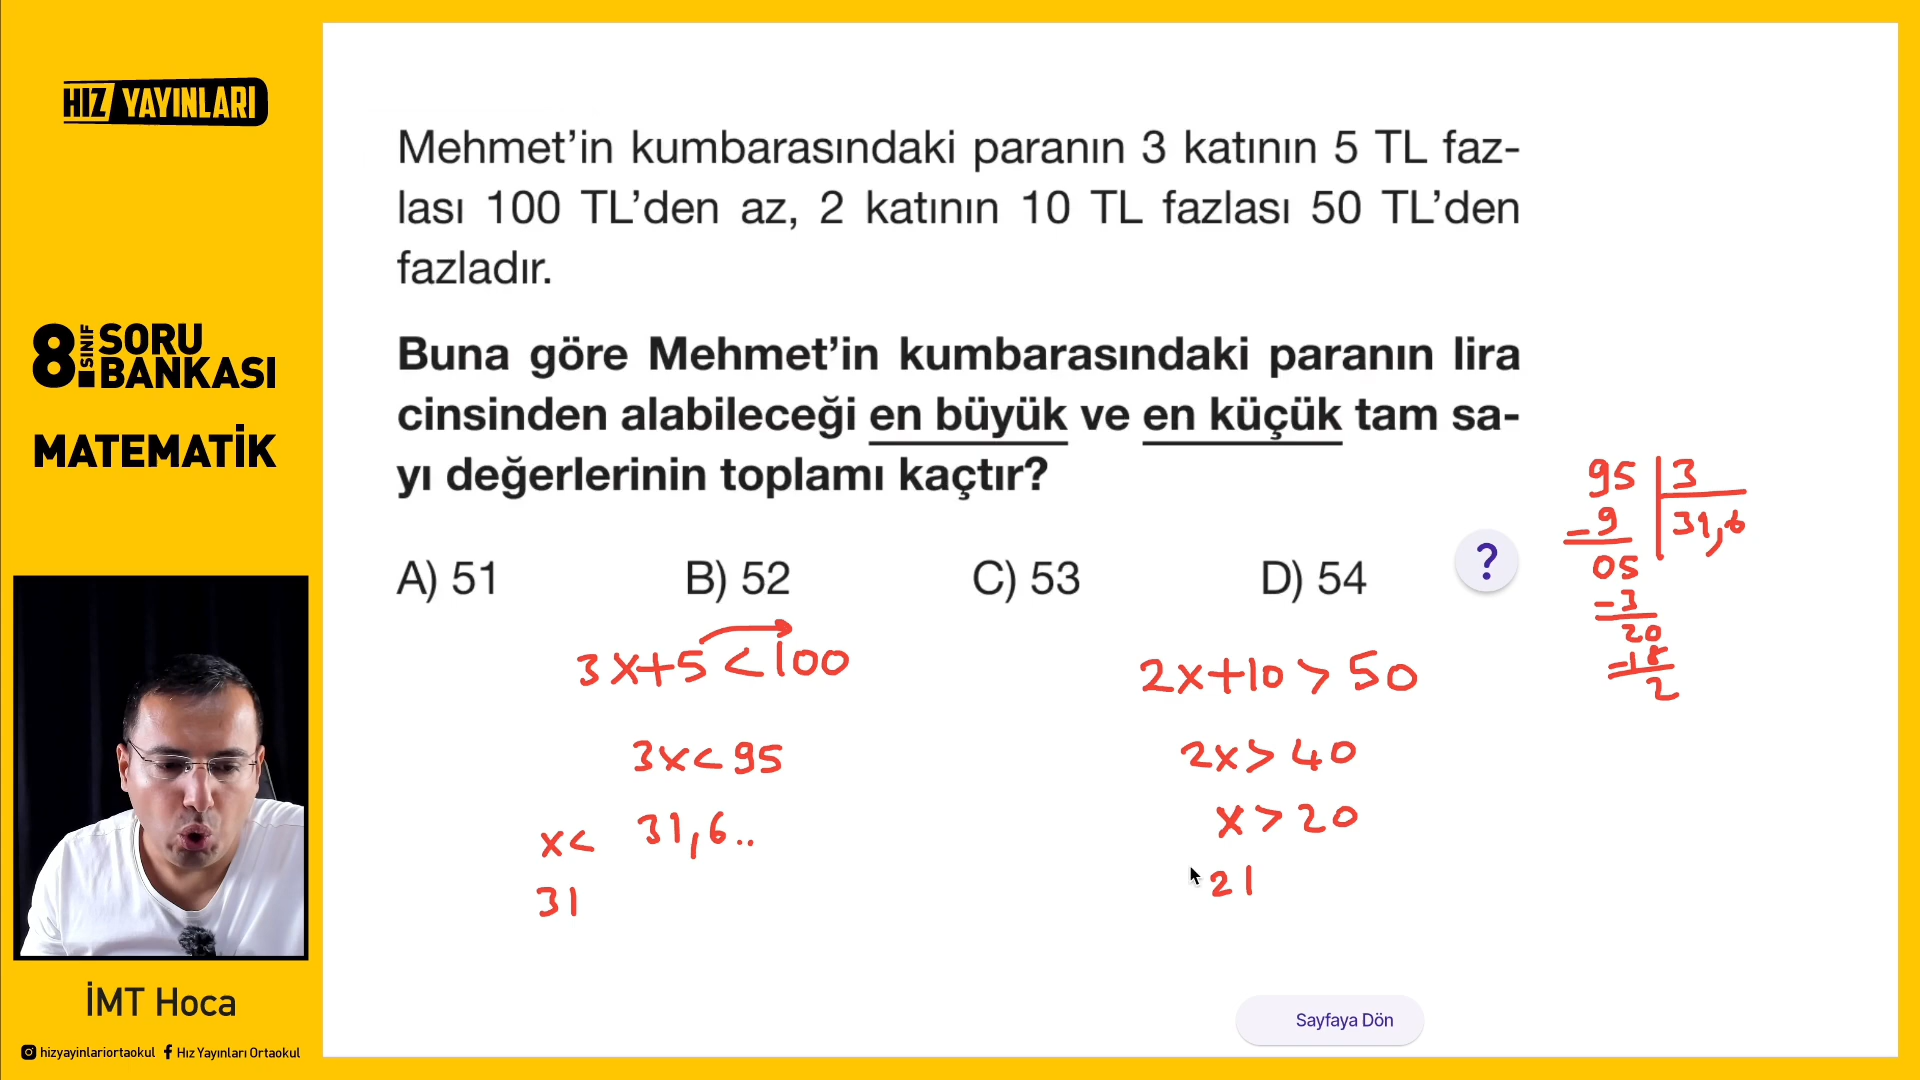 HIZ YAYINLARI
8. SINIF SORU BANKASI
MATEMATİK
Mehmet’in kumbarasındaki paranın 3 katının 5 TL faz-
lası 100 TL’den az, 2 katının 10 TL fazlası 50 TL’den
fazladır.
Buna göre Mehmet’in kumbarasındaki paranın lira
cinsinden alabileceği en büyük ve en küçük tam sa-
yı değerlerinin toplamı kaçtır?
A) 51 B) 52 C) 53 D) 54
?
3x+5 < 100
3x < 95
x < 31,6..
31
2x+10 > 50
2x > 40
x > 20
21
95 3
-9 31,6
05
-3
20
-18
2
İMT Hoca
hizyayinlariortaokul Hız Yayınları Ortaokul
Sayfaya Dön